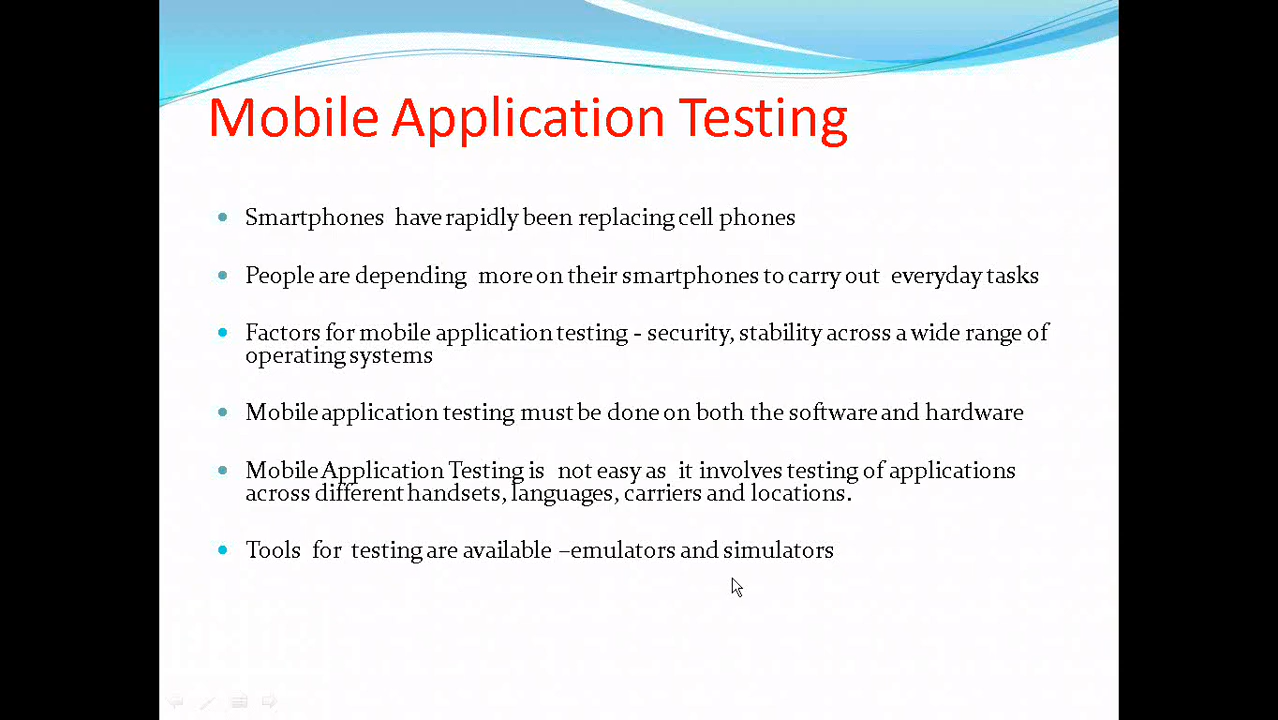 Mobile Application Testing
Smartphones have rapidly been replacing cell phones
People are depending more on their smartphones to carry out everyday tasks
Factors for mobile application testing - security, stability across a wide range of
operating systems
Mobile application testing must be done on both the software and hardware
Mobile Application Testing is not easy as it involves testing of applications
across different handsets, languages, carriers and locations.
Tools for testing are available –emulators and simulators